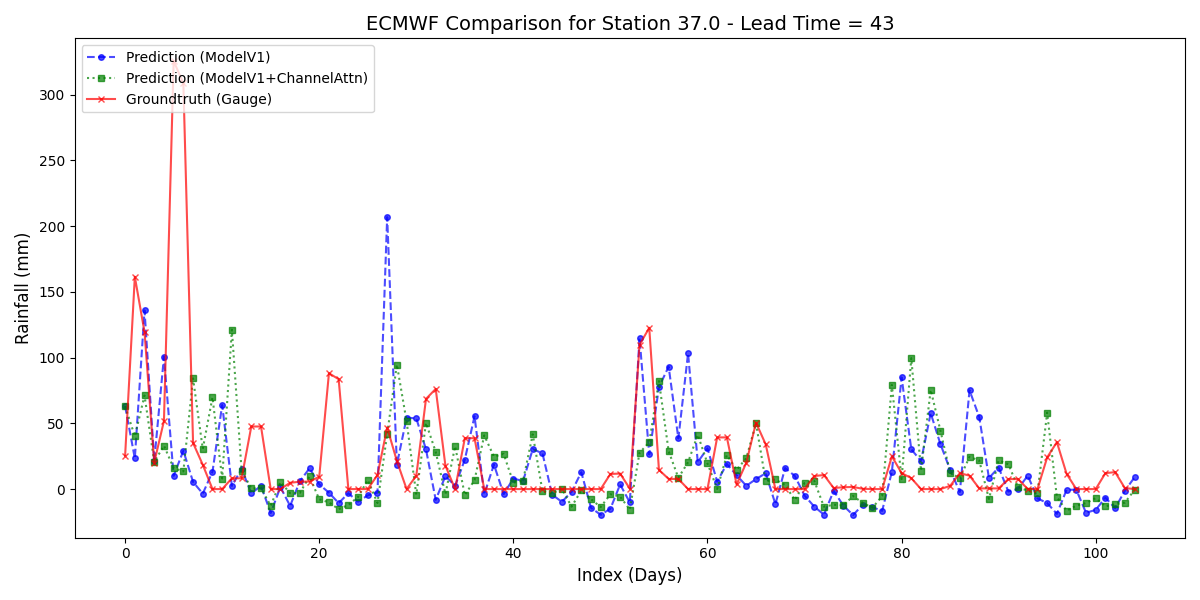 ECMWF Comparison for Station 37.0 - Lead Time = 43
Prediction (ModelV1)
Prediction (ModelV1+ChannelAttn)
Groundtruth (Gauge)
Rainfall (mm)
300
250
200
150
100
50
0
0 20 40 60 80 100
Index (Days)